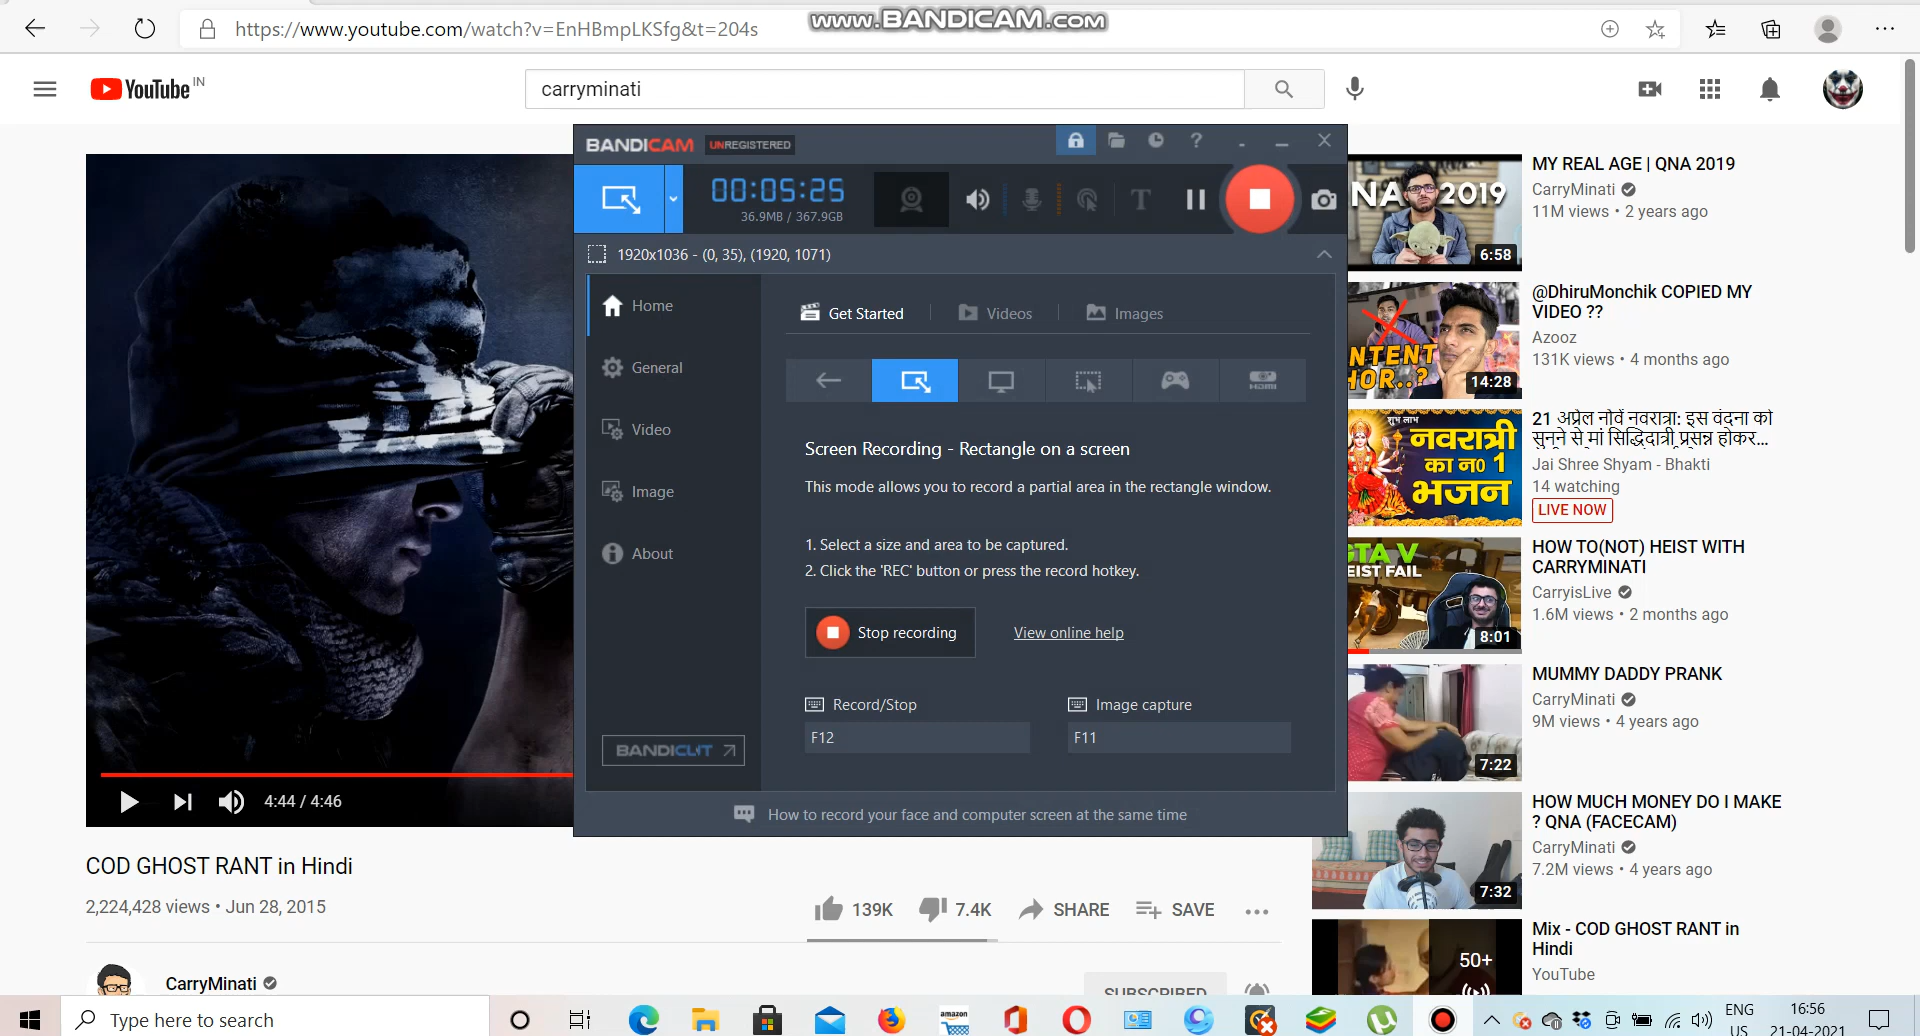 https://www.youtube.com/watch?v=EnHBmpLKSfg&t=204s
www.BANDICAM.com
YouTube IN
carryminati
BANDICAM UNREGISTERED
?
00:05:25
36.9MB / 367.9GB
T
1920x1036 - (0, 35), (1920, 1071)
Home
General
Video
Image
About
BANDICUT
Get Started
Videos
Images
HDMI
Screen Recording - Rectangle on a screen
This mode allows you to record a partial area in the rectangle window.
1. Select a size and area to be captured.
2. Click the 'REC' button or press the record hotkey.
Stop recording
View online help
Record/Stop
Image capture
F12
F11
How to record your face and computer screen at the same time
4:44 / 4:46
COD GHOST RANT in Hindi
2,224,428 views • Jun 28, 2015
139K
7.4K
SHARE
SAVE
CarryMinati
SUBSCRIBED
NA 2019
6:58
MY REAL AGE | QNA 2019
CarryMinati
11M views • 2 years ago
NTENT
HOR..?
14:28
@DhiruMonchik COPIED MY
VIDEO ??
Azooz
131K views • 4 months ago
शुभ लाभ
नवरात्री
का न० 1
भजन
21 अप्रेल नोवें नवरात्रा: इस वंदना को
सुनने से मां सिद्धिदात्री प्रसन्न होकर...
Jai Shree Shyam - Bhakti
14 watching
LIVE NOW
GTA V
EIST FAIL
8:01
HOW TO(NOT) HEIST WITH
CARRYMINATI
CarryisLive
1.6M views • 2 months ago
7:22
MUMMY DADDY PRANK
CarryMinati
9M views • 4 years ago
7:32
HOW MUCH MONEY DO I MAKE
? QNA (FACECAM)
CarryMinati
7.2M views • 4 years ago
50+
Mix - COD GHOST RANT in
Hindi
YouTube
Type here to search
amazon
ENG
US
16:56
21-04-2021